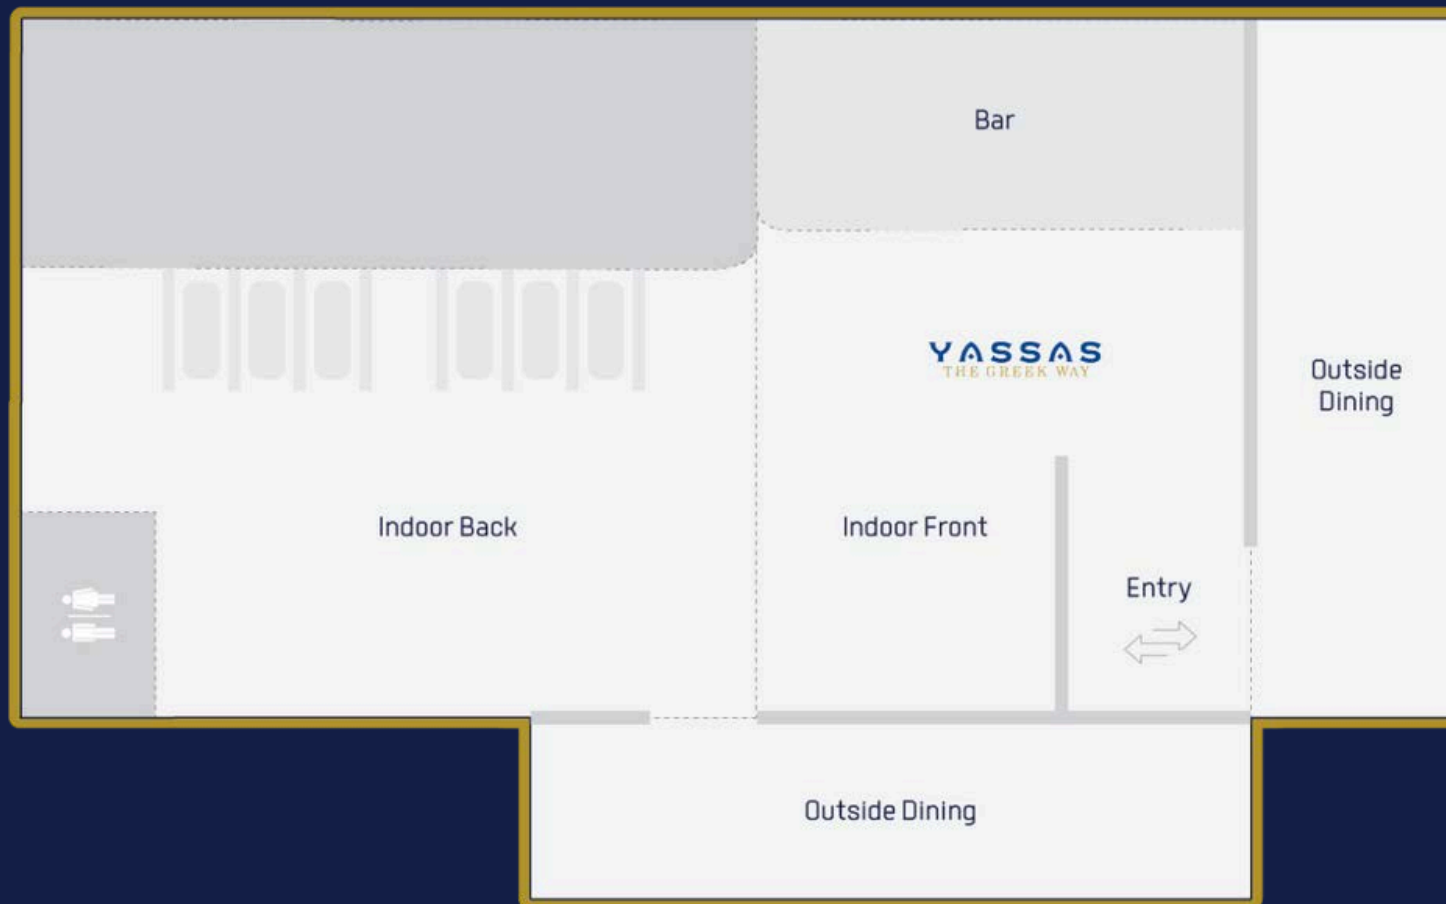 Bar
YASSAS
THE GREEK WAY
Outside
Dining
Indoor Back
Indoor Front
Entry
Outside Dining